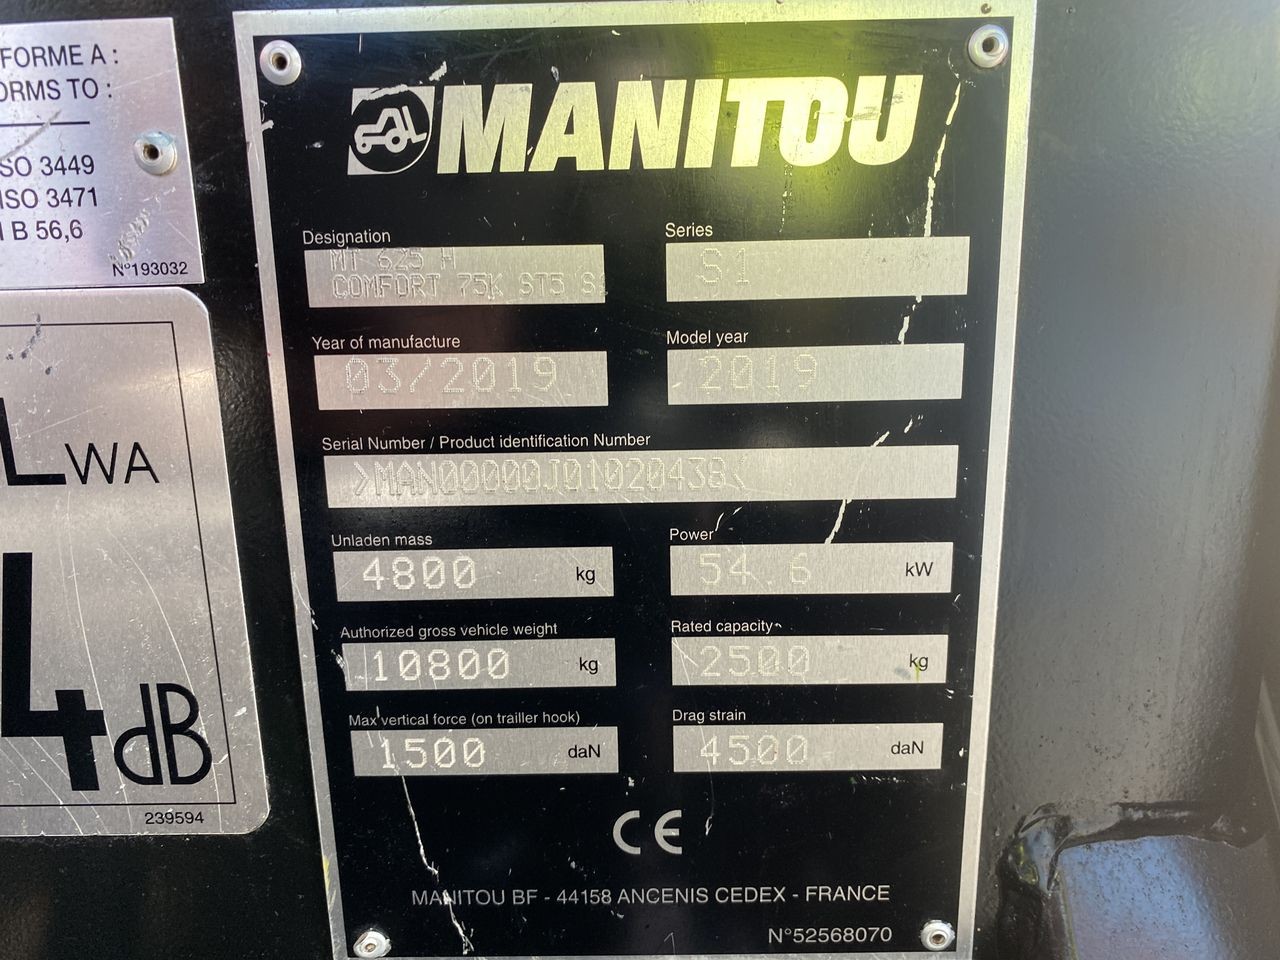 FORME A :
ORMS TO :
SO 3449
ISO 3471
B 56,6
N°193032
LWA
4dB
239594
MANITOU
Designation
MT 625 H
COMFORT 75K ST5 S1
Series
S1
Year of manufacture
03/2019
Model year
2019
Serial Number / Product identification Number
>MAN00000J01020438<
Unladen mass
4800 kg
Power
54.6 kW
Authorized gross vehicle weight
10800 kg
Rated capacity
2500 kg
Max vertical force (on trailler hook)
1500 daN
Drag strain
4500 daN
CE
MANITOU BF - 44158 ANCENIS CEDEX - FRANCE
N°52568070